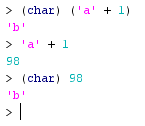 > (char) ('a' + 1)
'b'
> 'a' + 1
98
> (char) 98
'b'
>